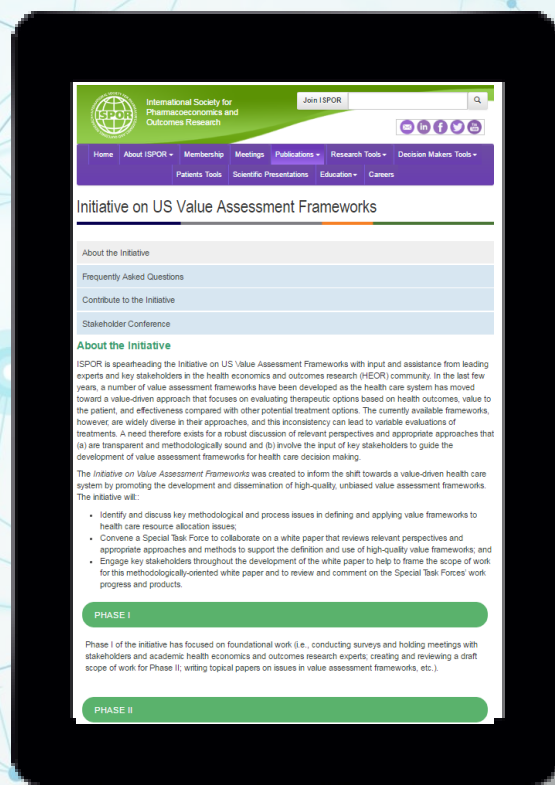 International Society for
Pharmacoeconomics and
Outcomes Research
ISPOR
Join ISPOR
Home About ISPOR Membership Meetings Publications Research Tools Decision Makers Tools
Patients Tools Scientific Presentations Education Careers
Initiative on US Value Assessment Frameworks
About the Initiative
Frequently Asked Questions
Contribute to the Initiative
Stakeholder Conference
About the Initiative
ISPOR is spearheading the Initiative on US Value Assessment Frameworks with input and assistance from leading
experts and key stakeholders in the health economics and outcomes research (HEOR) community. In the last few
years, a number of value assessment frameworks have been developed as the health care system has moved
toward a value-driven approach that focuses on evaluating therapeutic options based on health outcomes, value to
the patient, and effectiveness compared with other potential treatment options. The currently available frameworks,
however, are widely diverse in their approaches, and this inconsistency can lead to variable evaluations of
treatments. A need therefore exists for a robust discussion of relevant perspectives and appropriate approaches that
(a) are transparent and methodologically sound and (b) involve the input of key stakeholders to guide the
development of value assessment frameworks for health care decision making.
The Initiative on Value Assessment Frameworks was created to inform the shift towards a value-driven health care
system by promoting the development and dissemination of high-quality, unbiased value assessment frameworks.
The initiative will::
• Identify and discuss key methodological and process issues in defining and applying value frameworks to
health care resource allocation issues;
• Convene a Special Task Force to collaborate on a white paper that reviews relevant perspectives and
appropriate approaches and methods to support the definition and use of high-quality value frameworks; and
• Engage key stakeholders throughout the development of the white paper to help to frame the scope of work
for this methodologically-oriented white paper and to review and comment on the Special Task Forces' work
progress and products.
PHASE I
Phase I of the initiative has focused on foundational work (i.e., conducting surveys and holding meetings with
stakeholders and academic health economics and outcomes research experts; creating and reviewing a draft
scope of work for Phase II; writing topical papers on issues in value assessment frameworks, etc.).
PHASE II